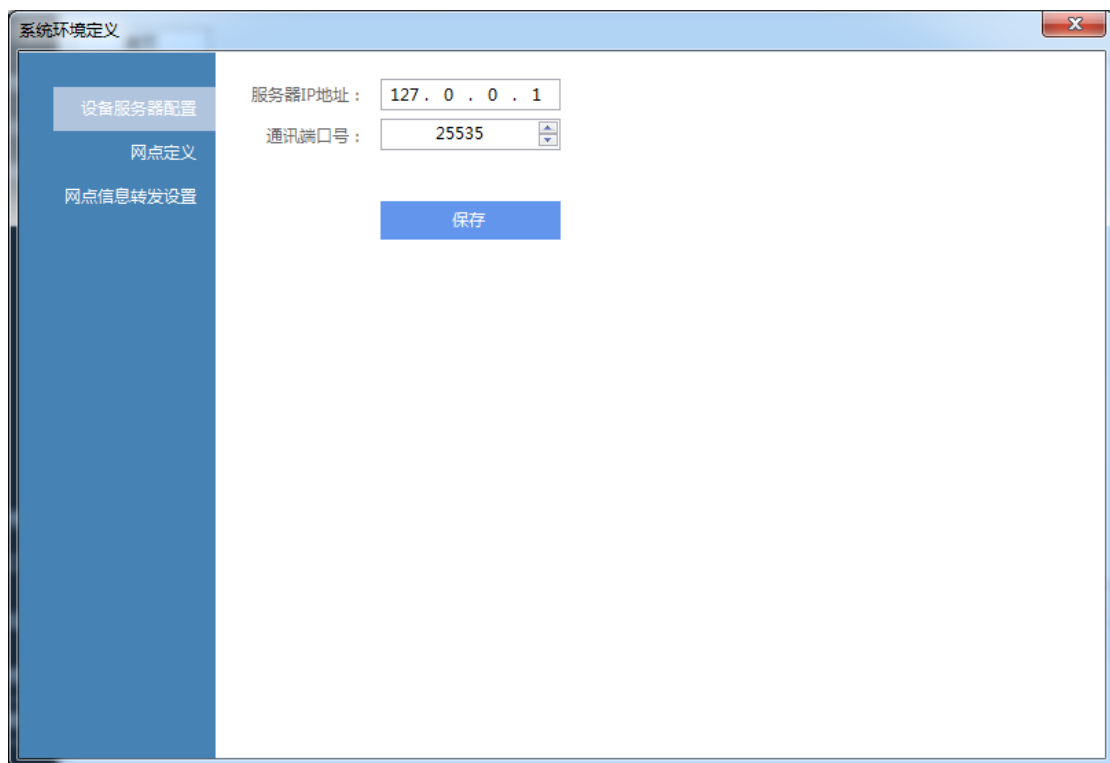 系统环境定义
设备服务器配置
网点定义
网点信息转发设置
服务器IP地址：
127. 0 . 0 . 1
通讯端口号：
25535
保存